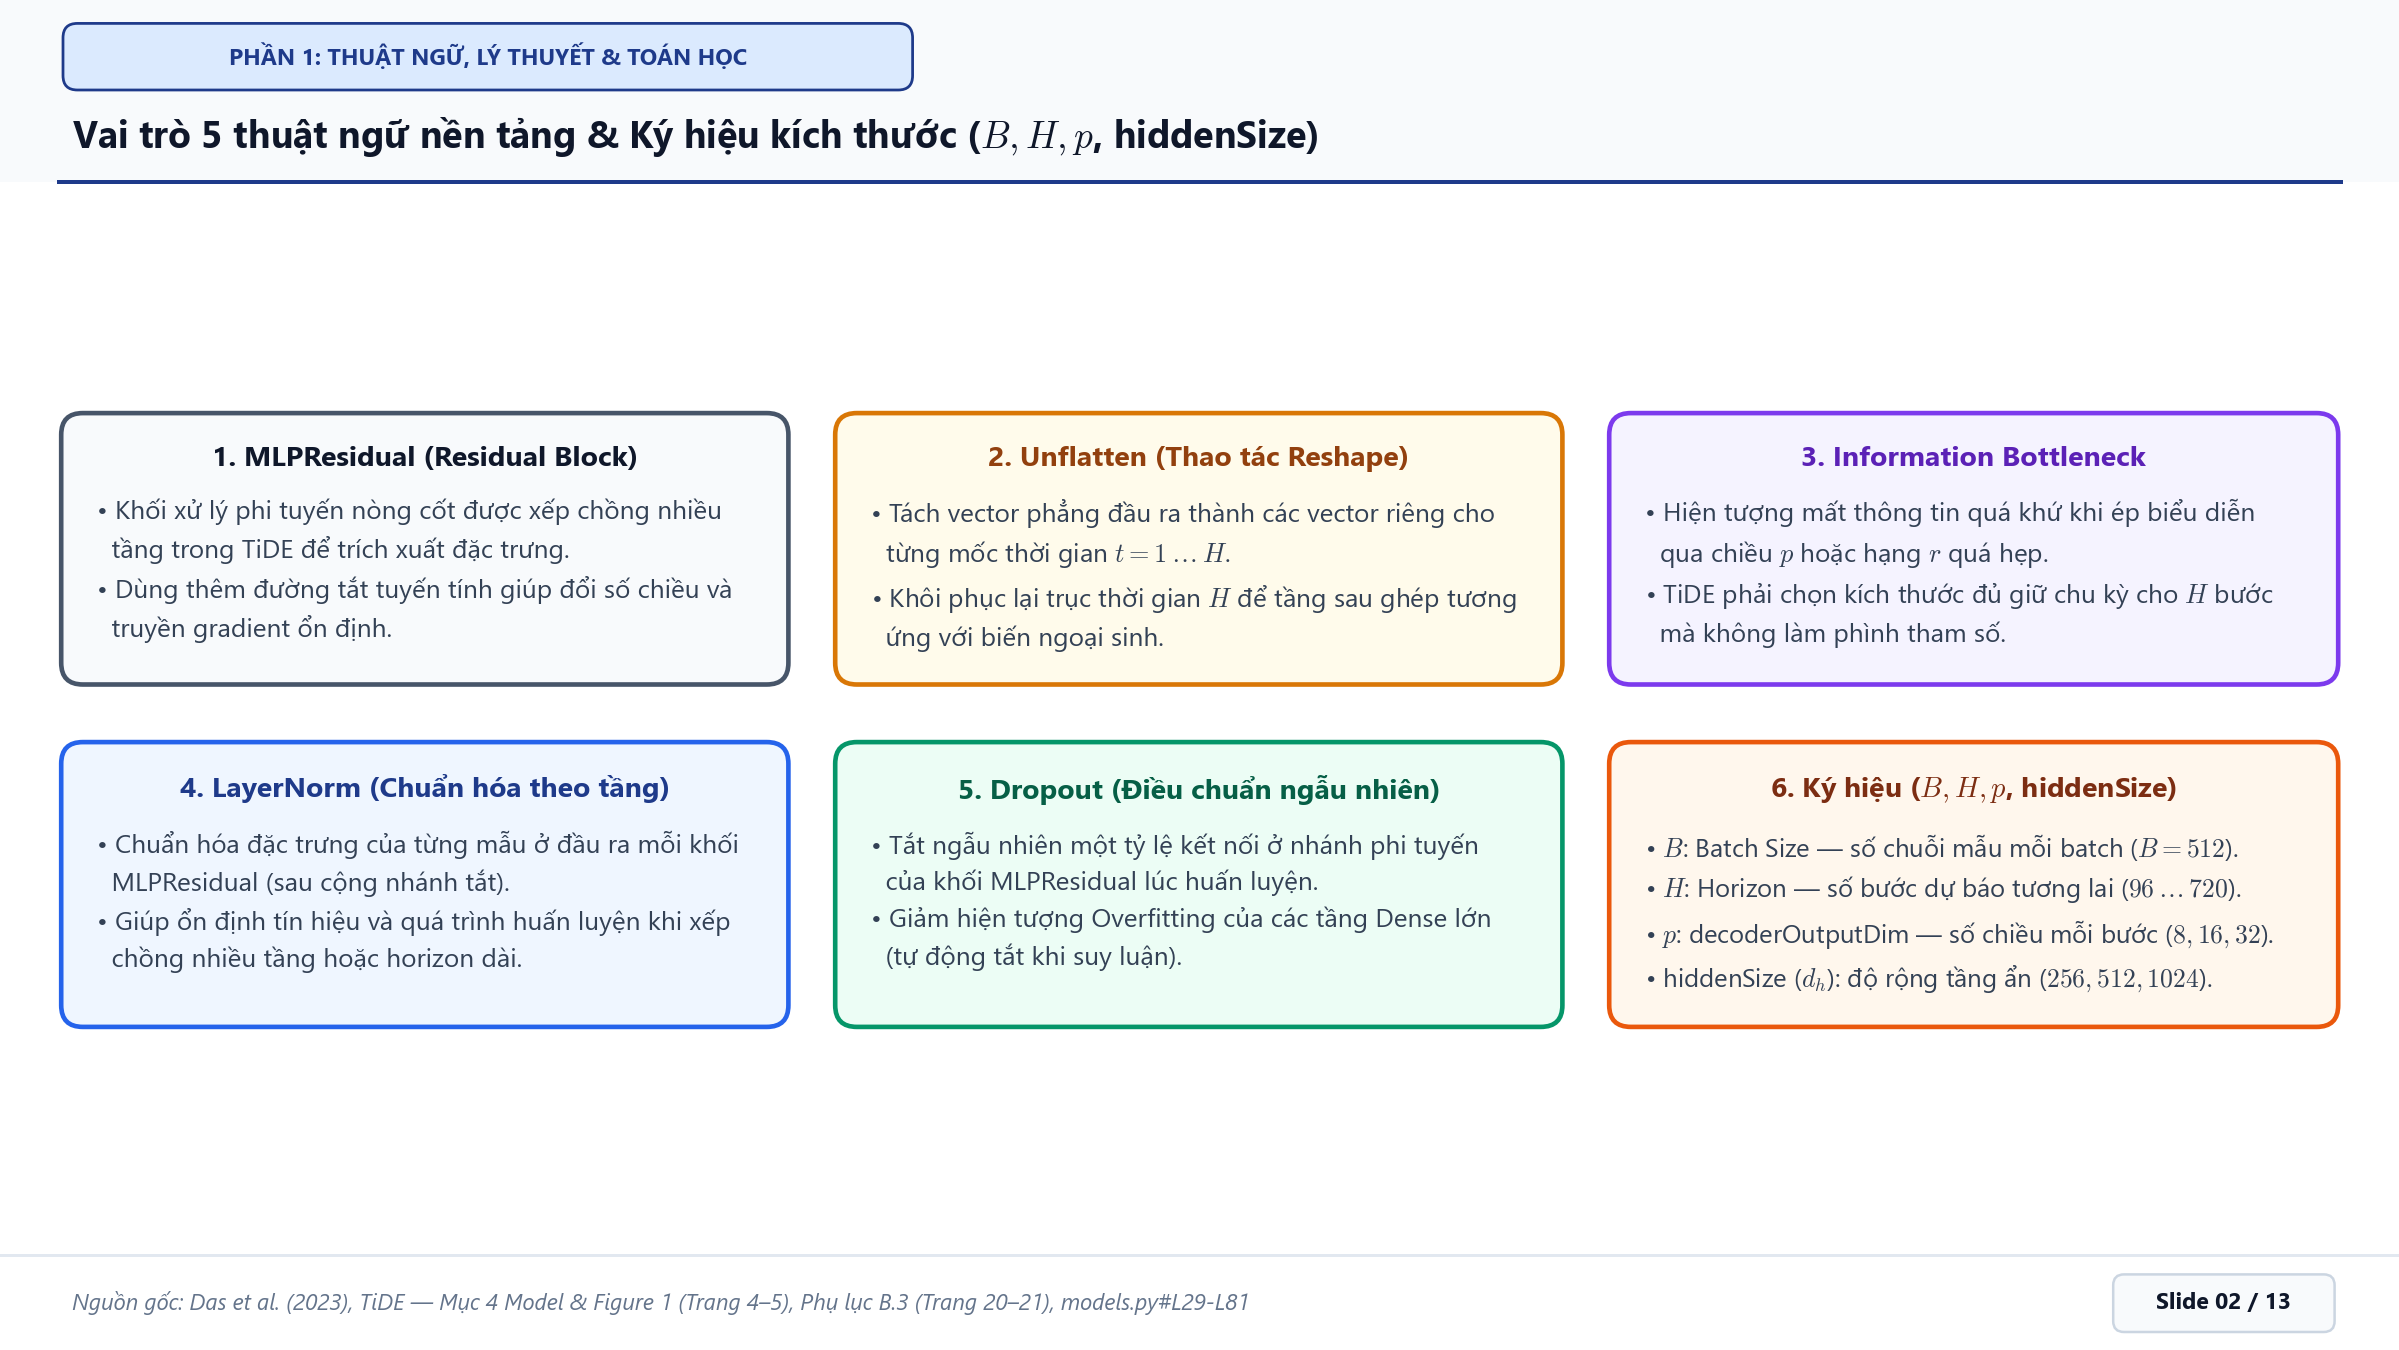 PHẦN 1: THUẬT NGỮ, LÝ THUYẾT & TOÁN HỌC
Vai trò 5 thuật ngữ nền tảng & Ký hiệu kích thước (B, H, p, hiddenSize)
1. MLPResidual (Residual Block)
• Khối xử lý phi tuyến nòng cốt được xếp chồng nhiều
tầng trong TiDE để trích xuất đặc trưng.
• Dùng thêm đường tắt tuyến tính giúp đổi số chiều và
truyền gradient ổn định.
2. Unflatten (Thao tác Reshape)
• Tách vector phẳng đầu ra thành các vector riêng cho
từng mốc thời gian t = 1 … H.
• Khôi phục lại trục thời gian H để tầng sau ghép tương
ứng với biến ngoại sinh.
3. Information Bottleneck
• Hiện tượng mất thông tin quá khứ khi ép biểu diễn
qua chiều p hoặc hạng r quá hẹp.
• TiDE phải chọn kích thước đủ giữ chu kỳ cho H bước
mà không làm phình tham số.
4. LayerNorm (Chuẩn hóa theo tầng)
• Chuẩn hóa đặc trưng của từng mẫu ở đầu ra mỗi khối
MLPResidual (sau cộng nhánh tắt).
• Giúp ổn định tín hiệu và quá trình huấn luyện khi xếp
chồng nhiều tầng hoặc horizon dài.
5. Dropout (Điều chuẩn ngẫu nhiên)
• Tắt ngẫu nhiên một tỷ lệ kết nối ở nhánh phi tuyến
của khối MLPResidual lúc huấn luyện.
• Giảm hiện tượng Overfitting của các tầng Dense lớn
(tự động tắt khi suy luận).
6. Ký hiệu (B, H, p, hiddenSize)
• B: Batch Size — số chuỗi mẫu mỗi batch (B = 512).
• H: Horizon — số bước dự báo tương lai (96 … 720).
• p: decoderOutputDim — số chiều mỗi bước (8, 16, 32).
• hiddenSize (dₕ): độ rộng tầng ẩn (256, 512, 1024).
Nguồn gốc: Das et al. (2023), TiDE — Mục 4 Model & Figure 1 (Trang 4–5), Phụ lục B.3 (Trang 20–21), models.py#L29-L81
Slide 02 / 13